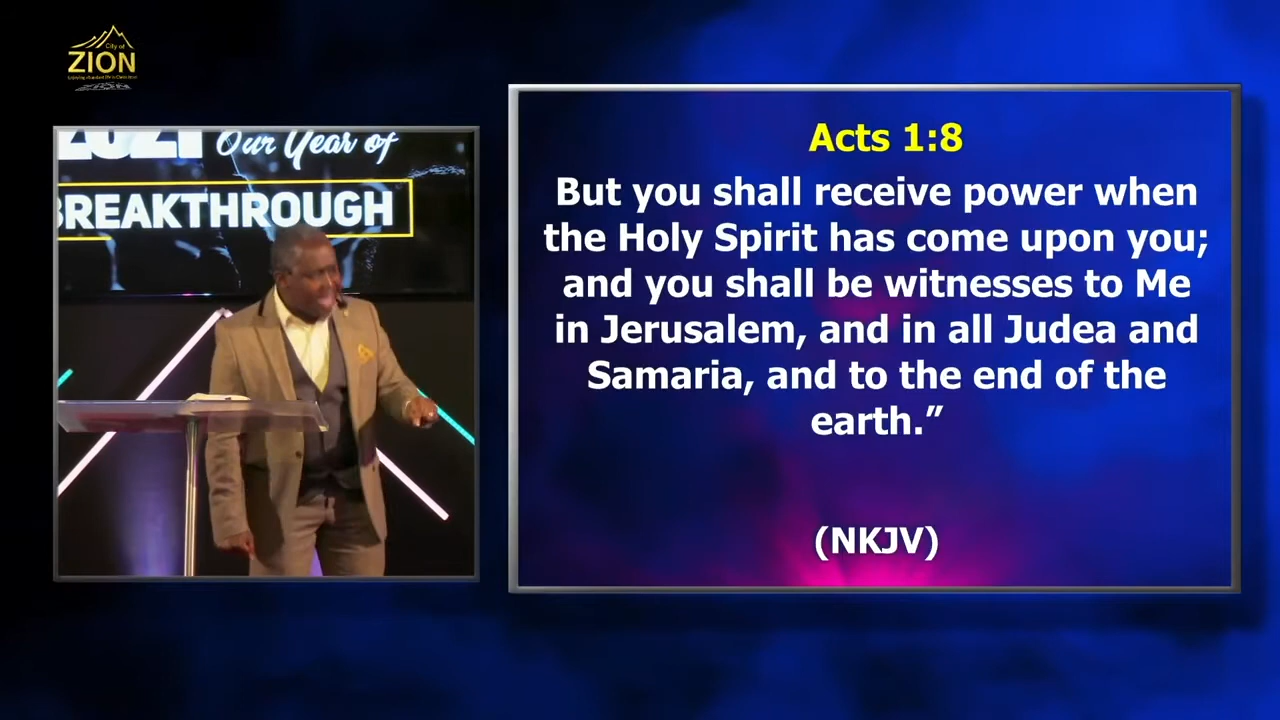 City of
ZION
2021 Our Year of
BREAKTHROUGH
Acts 1:8
But you shall receive power when
the Holy Spirit has come upon you;
and you shall be witnesses to Me
in Jerusalem, and in all Judea and
Samaria, and to the end of the
earth.”
(NKJV)